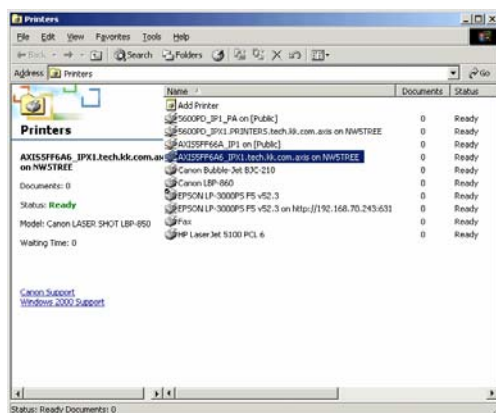 Printers
File Edit View Favorites Tools Help
Back Search Folders
Address Printers Go
Name Documents Status
Add Printer
5600PD_IP1_PA on [Public] 0 Ready
5600PD_IPX1.PRINTERS.tech.kk.com.axis on NW5TREE 0 Ready
AXIS5FF66A_IP1 on [Public] 0 Ready
AXIS5FF6A6_IPX1.tech.kk.com.axis on NW5TREE 0 Ready
Canon Bubble-Jet BJC-210 0 Ready
Canon LBP-860 0 Ready
EPSON LP-3000PS F5 v52.3 0 Ready
EPSON LP-3000PS F5 v52.3 on http://192.168.70.243:631 0 Ready
Fax 0 Ready
HP LaserJet 5100 PCL 6 0 Ready
Printers
AXIS5FF6A6_IPX1.tech.kk.com.ax
on NW5TREE
Documents: 0
Status: Ready
Model: Canon LASER SHOT LBP-850
Waiting Time: 0
Canon Support
Windows 2000 Support
Status: Ready Documents: 0